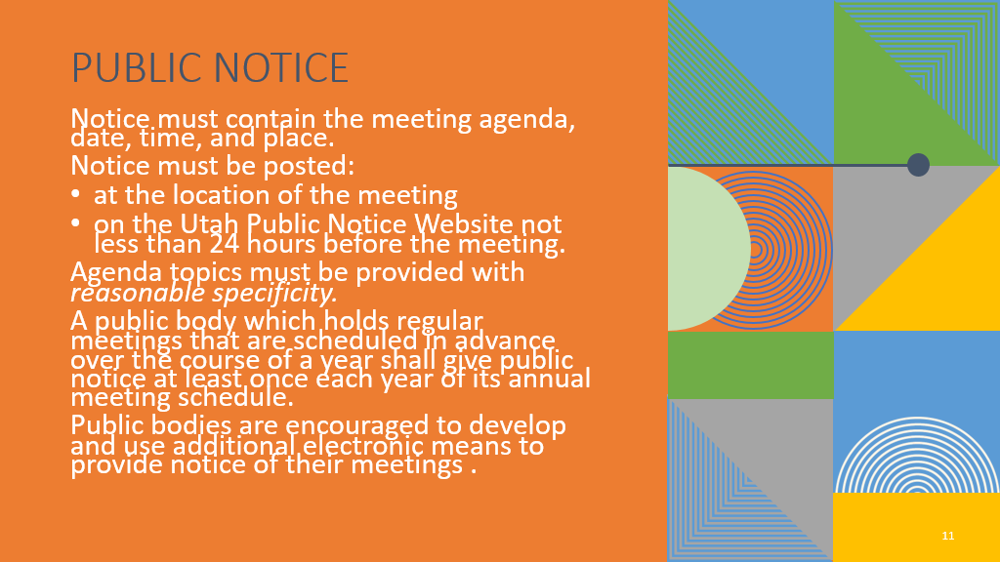 PUBLIC NOTICE
Notice must contain the meeting agenda,
date, time, and place.
Notice must be posted:
• at the location of the meeting
• on the Utah Public Notice Website not
less than 24 hours before the meeting.
Agenda topics must be provided with
reasonable specificity.
A public body which holds regular
meetings that are scheduled in advance
over the course of a year shall give public
notice at least once each year of its annual
meeting schedule.
Public bodies are encouraged to develop
and use additional electronic means to
provide notice of their meetings .
11